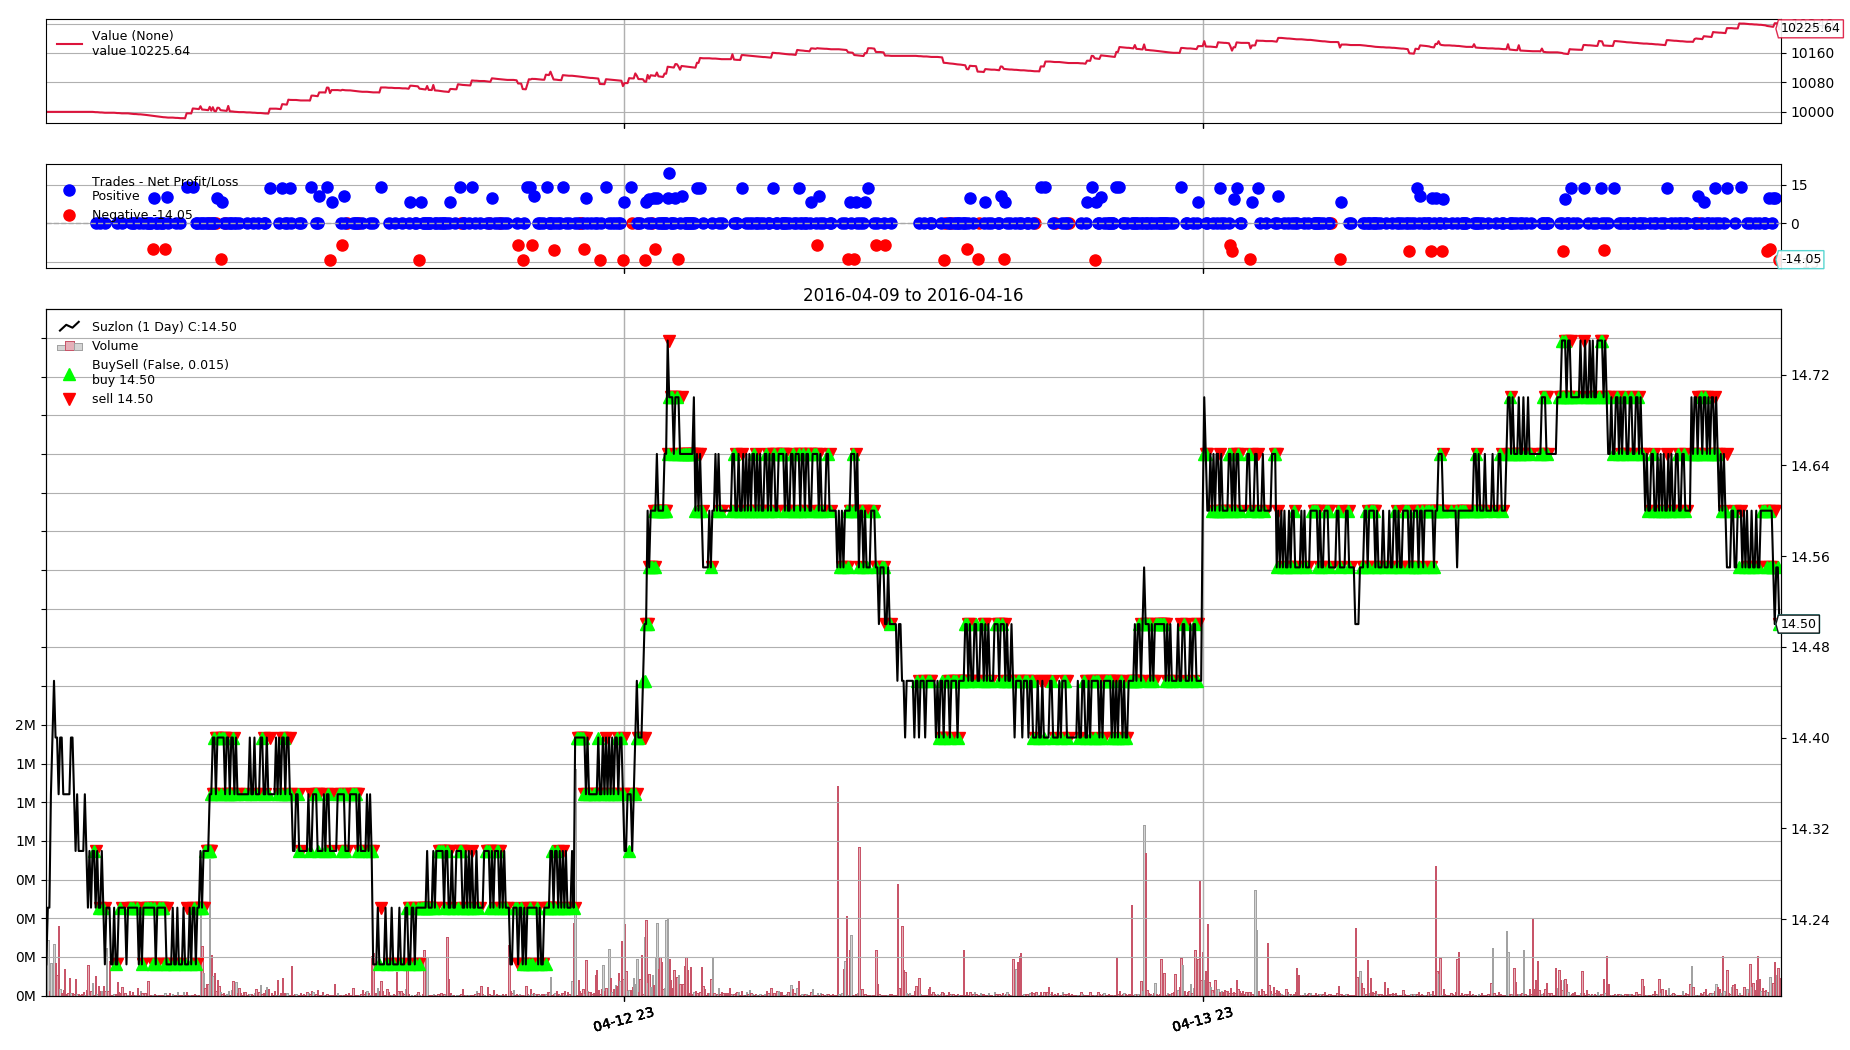 Value (None)
value 10225.64
10225.64
10160
10080
10000
Trades - Net Profit/Loss
Positive
Negative -14.05
15
0
-14.05
2016-04-09 to 2016-04-16
Suzlon (1 Day) C:14.50
Volume
BuySell (False, 0.015)
buy 14.50
sell 14.50
14.72
14.64
14.56
14.50
14.48
14.40
14.32
14.24
2M
1M
1M
1M
0M
0M
0M
0M
04-12 23
04-13 23